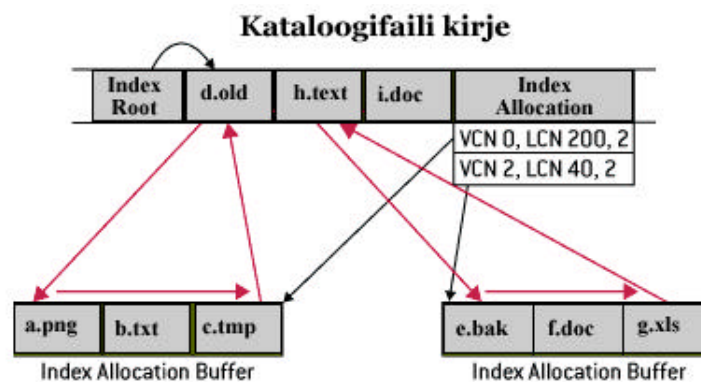 Kataloogifaili kirje
Index
Root
d.old
h.text
i.doc
Index
Allocation
VCN 0, LCN 200, 2
VCN 2, LCN 40, 2
a.png
b.txt
c.tmp
e.bak
f.doc
g.xls
Index Allocation Buffer
Index Allocation Buffer